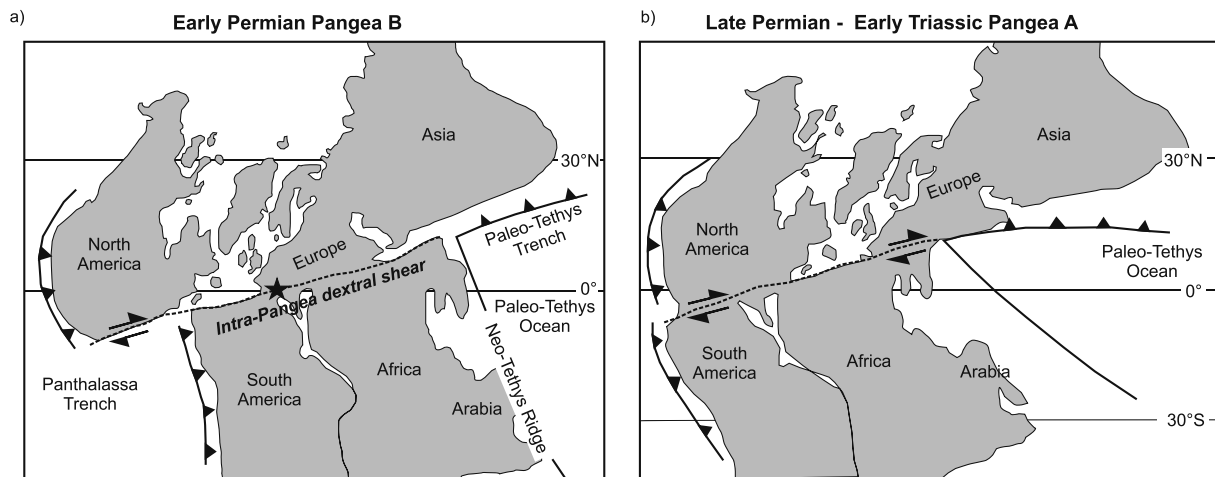 a)
Early Permian Pangea B
Asia
30°N
North
America
Europe
Paleo-Tethys
Trench
Intra-Pangea dextral shear
0°
Paleo-Tethys
Ocean
Panthalassa
Trench
South
America
Africa
Arabia
Neo-Tethys Ridge
b)
Late Permian - Early Triassic Pangea A
Asia
30°N
Europe
North
America
Paleo-Tethys
Ocean
0°
South
America
Africa
Arabia
30°S